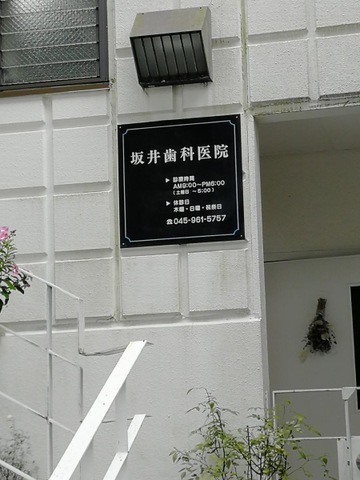 坂井歯科医院
▶ 診療時間
AM9:00〜PM6:00
(土曜日 〜5:00)
▶ 休診日
木曜・日曜・祝祭日
☎045-961-5757